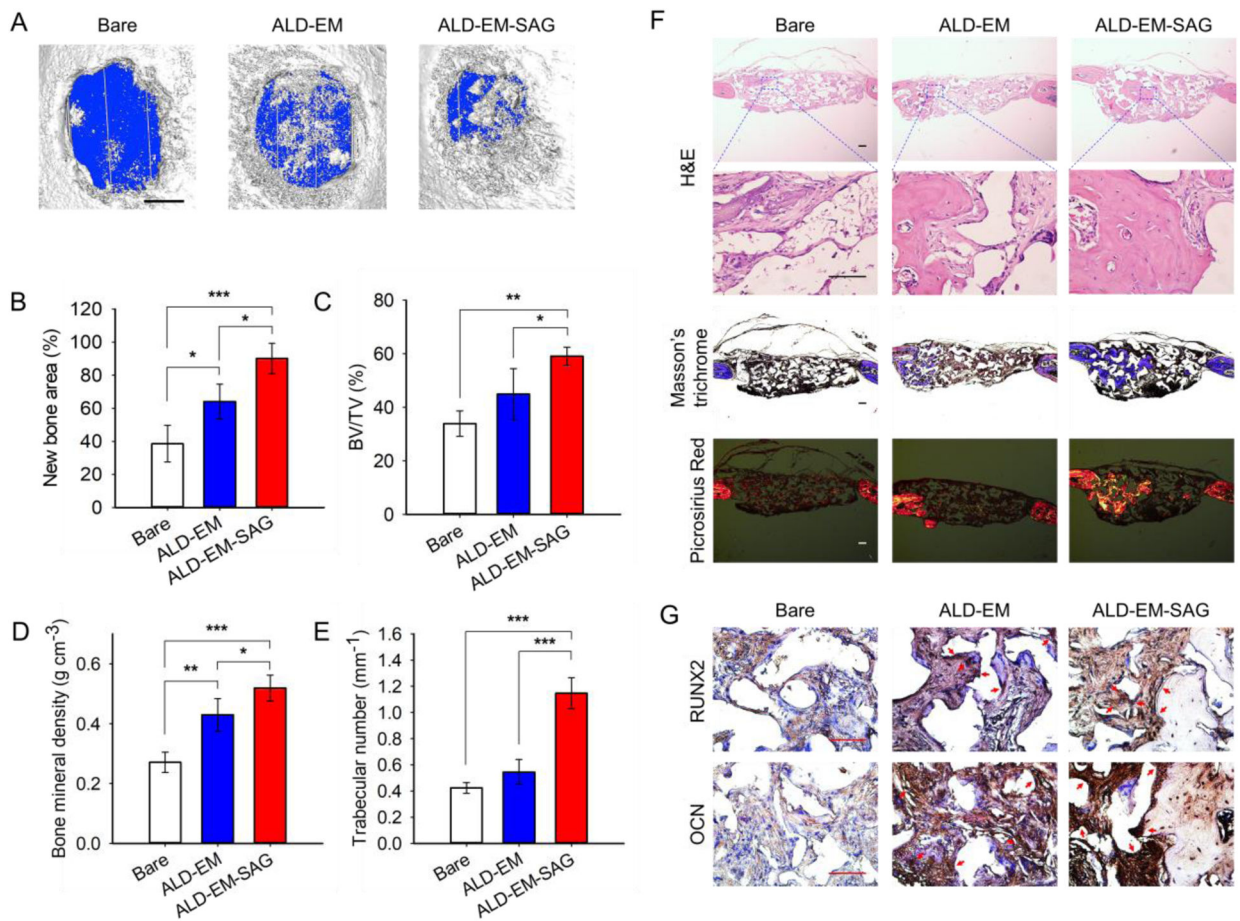 A
Bare
ALD-EM
ALD-EM-SAG
B
New bone area (%)
120
100
80
60
40
20
0
***
*
*
Bare
ALD-EM
ALD-EM-SAG
C
BV/TV (%)
80
60
40
20
0
**
*
Bare
ALD-EM
ALD-EM-SAG
D
Bone mineral density (g cm⁻³)
0.6
0.4
0.2
0.0
***
**
*
Bare
ALD-EM
ALD-EM-SAG
E
Trabecular number (mm⁻¹)
1.6
1.4
1.2
1.0
0.8
0.6
0.4
0.2
0.0
***
***
Bare
ALD-EM
ALD-EM-SAG
F
Bare
ALD-EM
ALD-EM-SAG
H&E
Masson's
trichrome
Picrosirius Red
G
Bare
ALD-EM
ALD-EM-SAG
RUNX2
OCN